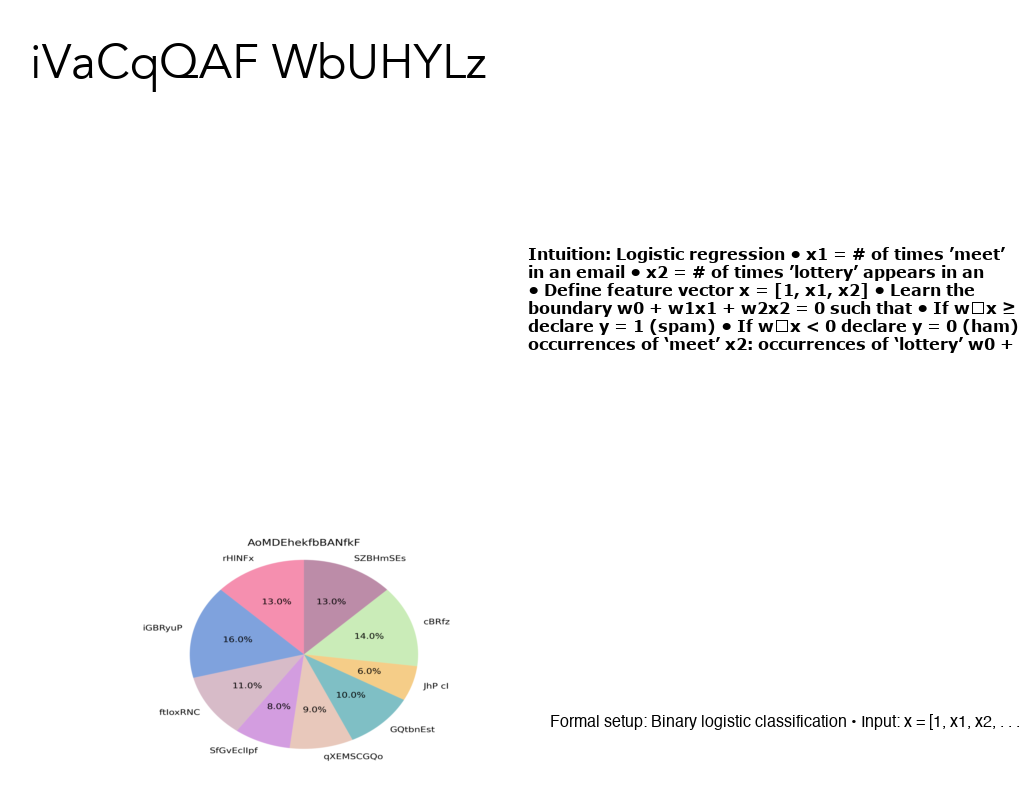 iVaCqQAF WbUHYLz
Intuition: Logistic regression • x1 = # of times ’meet’
in an email • x2 = # of times ’lottery’ appears in an
• Define feature vector x = [1, x1, x2] • Learn the
boundary w0 + w1x1 + w2x2 = 0 such that • If w□x ≥
declare y = 1 (spam) • If w□x < 0 declare y = 0 (ham)
occurrences of ‘meet’ x2: occurrences of ‘lottery’ w0 +
AoMDEhekfbBANfkF
rHINFx
SZBHmSEs
13.0%
13.0%
iGBRyuP
cBRfz
16.0%
14.0%
11.0%
6.0%
JhP cI
ftloxRNC
8.0%
9.0%
10.0%
GQtbnEst
qXEMSCGQo
Formal setup: Binary logistic classification • Input: x = [1, x1, x2, . . .